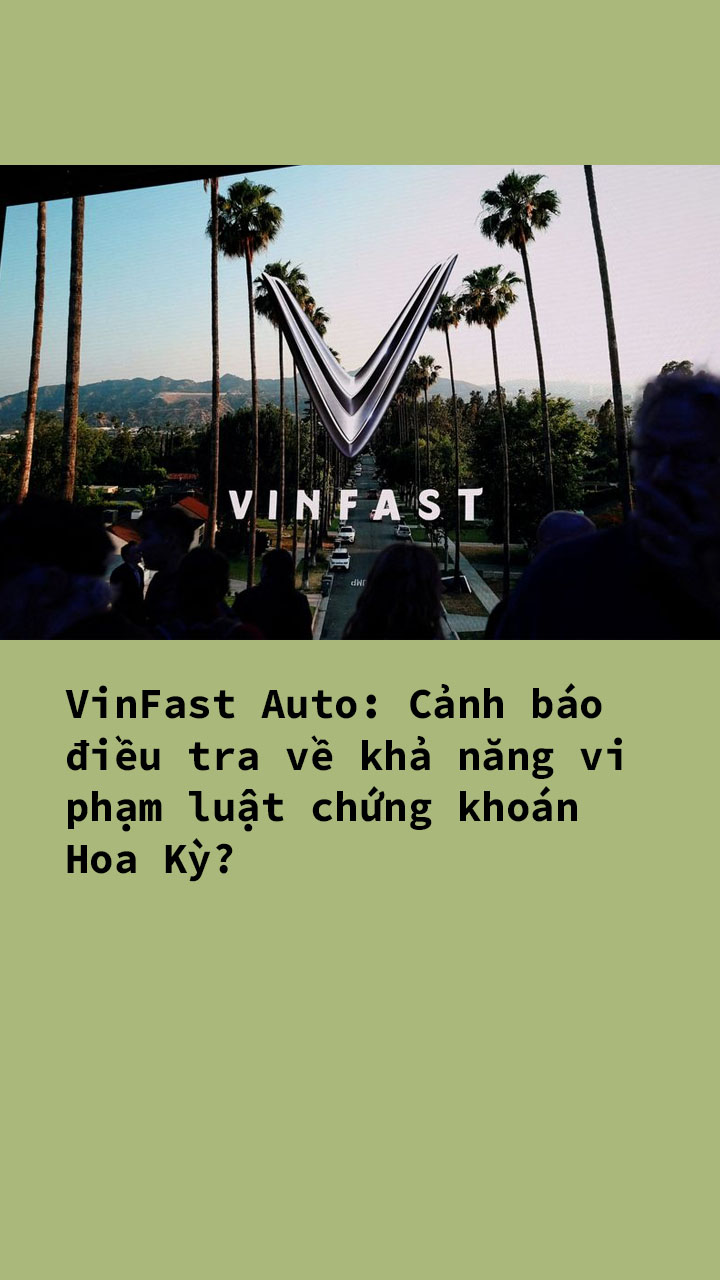 VINFAST
VinFast Auto: Cảnh báo
điều tra về khả năng vi
phạm luật chứng khoán
Hoa Kỳ?